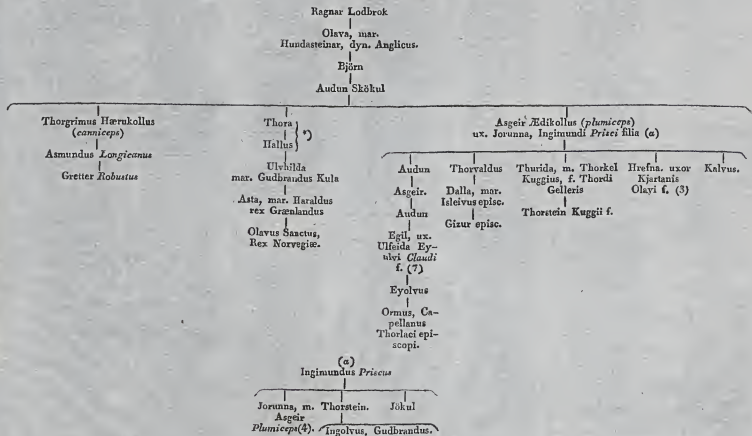 Ragnar Lodbrok
Olava, mar.
Hundasteinar, dyn. Anglicus.
Björn
Audun Skökul
Thorgrimus Hærukollus
(canniceps)
Asmundus Longicanus
Gretter Robustus
Thora
Hallus
*)
Ulvhilda
mar. Gudbrandus Kula
Asta, mar. Haraldus
rex Grænlandus
Olavus Sanctus,
Rex Norvegiæ.
Asgeir Ædikollus (plumiceps)
ux. Jorunna, Ingimundi Prisci filia (a)
Audun
Asgeir.
Audun
Egil, ux.
Ulfeida Ey-
ulvi Claudi
f. (7)
Eyolvus
Ormus, Ca-
pellanus
Thorlaci epi-
scopi.
Thorvaldus
Dalla, mar.
Isleivus episc.
Gizur episc.
Thurida, m. Thorkel
Kuggius, f. Thordi
Gelleris
Thorstein Kuggii f.
Hrefna. uxor
Kjartanis
Olavi f. (3)
Kalvus.
(a)
Ingimundus Priscus
Jorunna, m.
Asgeir
Plumiceps(4).
Thorstein.
Ingolvus, Gudbrandus.
Jökul